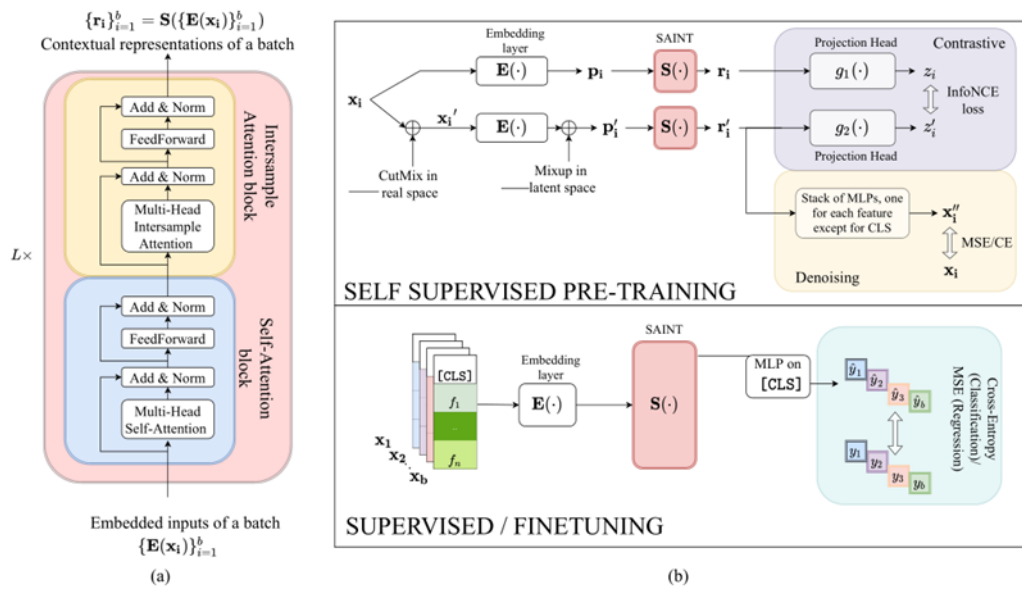 {r_i}_{i=1}^b = S({E(x_i)}_{i=1}^b)
Contextual representations of a batch
Add & Norm
FeedForward
Add & Norm
Multi-Head
Intersample
Attention
Intersample
Attention block
L×
Add & Norm
FeedForward
Add & Norm
Multi-Head
Self-Attention
Self-Attention
block
Embedded inputs of a batch
{E(x_i)}_{i=1}^b
(a)
Embedding
layer
SAINT
Projection Head
Contrastive
x_i
E(·)
p_i
S(·)
r_i
g_1(·)
z_i
InfoNCE
loss
x_i'
E(·)
p_i'
S(·)
r_i'
g_2(·)
z_i'
Projection Head
CutMix in
real space
Mixup in
latent space
Stack of MLPs, one
for each feature
except for CLS
x_i''
MSE/CE
x_i
Denoising
SELF SUPERVISED PRE-TRAINING
SAINT
Embedding
layer
MLP on
[CLS]
[CLS]
f_1
..
f_n
E(·)
S(·)
x_1
x_2
x_b
ŷ_1
ŷ_2
ŷ_3
ŷ_b
y_1
y_2
y_3
y_b
Cross-Entropy
(Classification)/
MSE (Regression)
SUPERVISED / FINETUNING
(b)